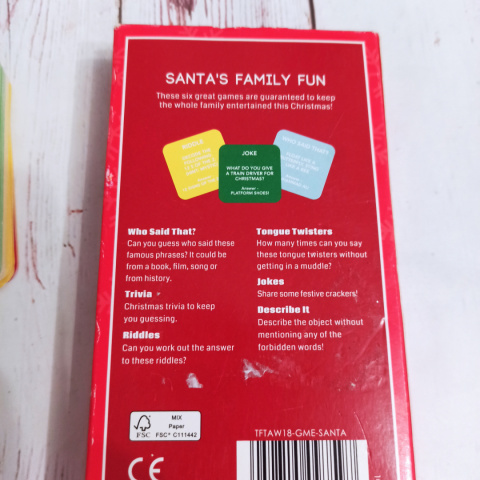 SANTA'S FAMILY FUN
These six great games are guaranteed to keep
the whole family entertained this Christmas!
RIDDLE
WHO SAID THAT?
JOKE
WHAT DO YOU GIVE
A TRAIN DRIVER FOR
CHRISTMAS?
Answer -
PLATFORM SHOES!
Who Said That?
Can you guess who said these
famous phrases? It could be
from a book, film, song or
from history.
Trivia
Christmas trivia to keep
you guessing.
Riddles
Can you work out the answer
to these riddles?
Tongue Twisters
How many times can you say
these tongue twisters without
getting in a muddle?
Jokes
Share some festive crackers!
Describe It
Describe the object without
mentioning any of the
forbidden words!
FSC
MIX
Paper
FSC® C111442
TFTAW18-GME-SANTA
CE